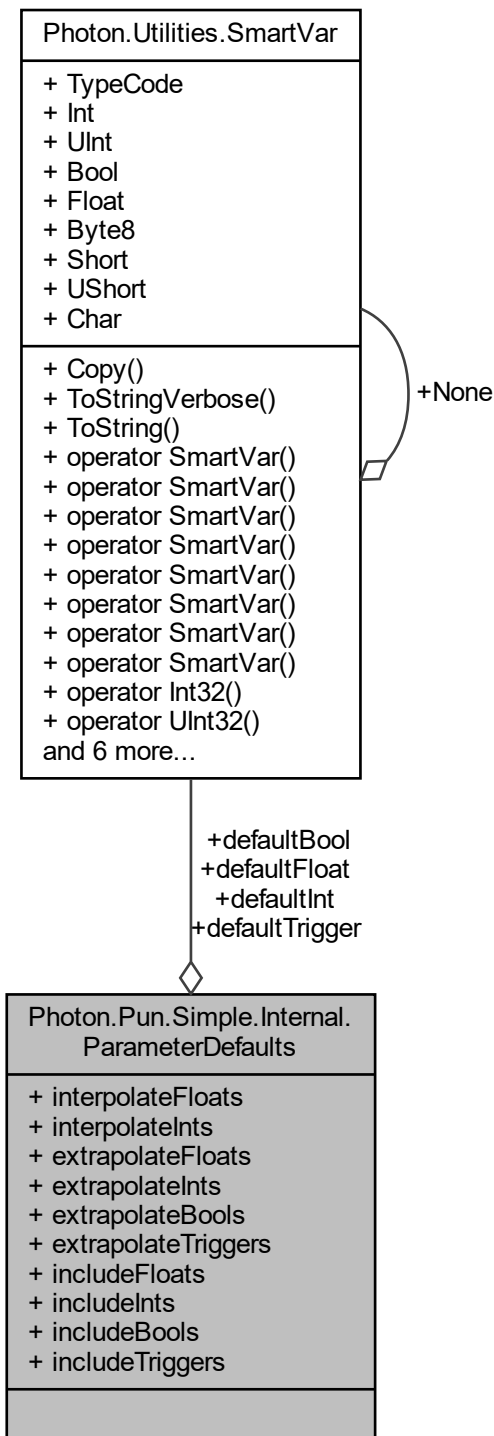 Photon.Utilities.SmartVar
+ TypeCode
+ Int
+ UInt
+ Bool
+ Float
+ Byte8
+ Short
+ UShort
+ Char
+ Copy()
+ ToStringVerbose()
+ ToString()
+ operator SmartVar()
+ operator SmartVar()
+ operator SmartVar()
+ operator SmartVar()
+ operator SmartVar()
+ operator SmartVar()
+ operator SmartVar()
+ operator SmartVar()
+ operator Int32()
+ operator UInt32()
and 6 more...
+None
+defaultBool
+defaultFloat
+defaultInt
+defaultTrigger
Photon.Pun.Simple.Internal.
ParameterDefaults
+ interpolateFloats
+ interpolateInts
+ extrapolateFloats
+ extrapolateInts
+ extrapolateBools
+ extrapolateTriggers
+ includeFloats
+ includeInts
+ includeBools
+ includeTriggers